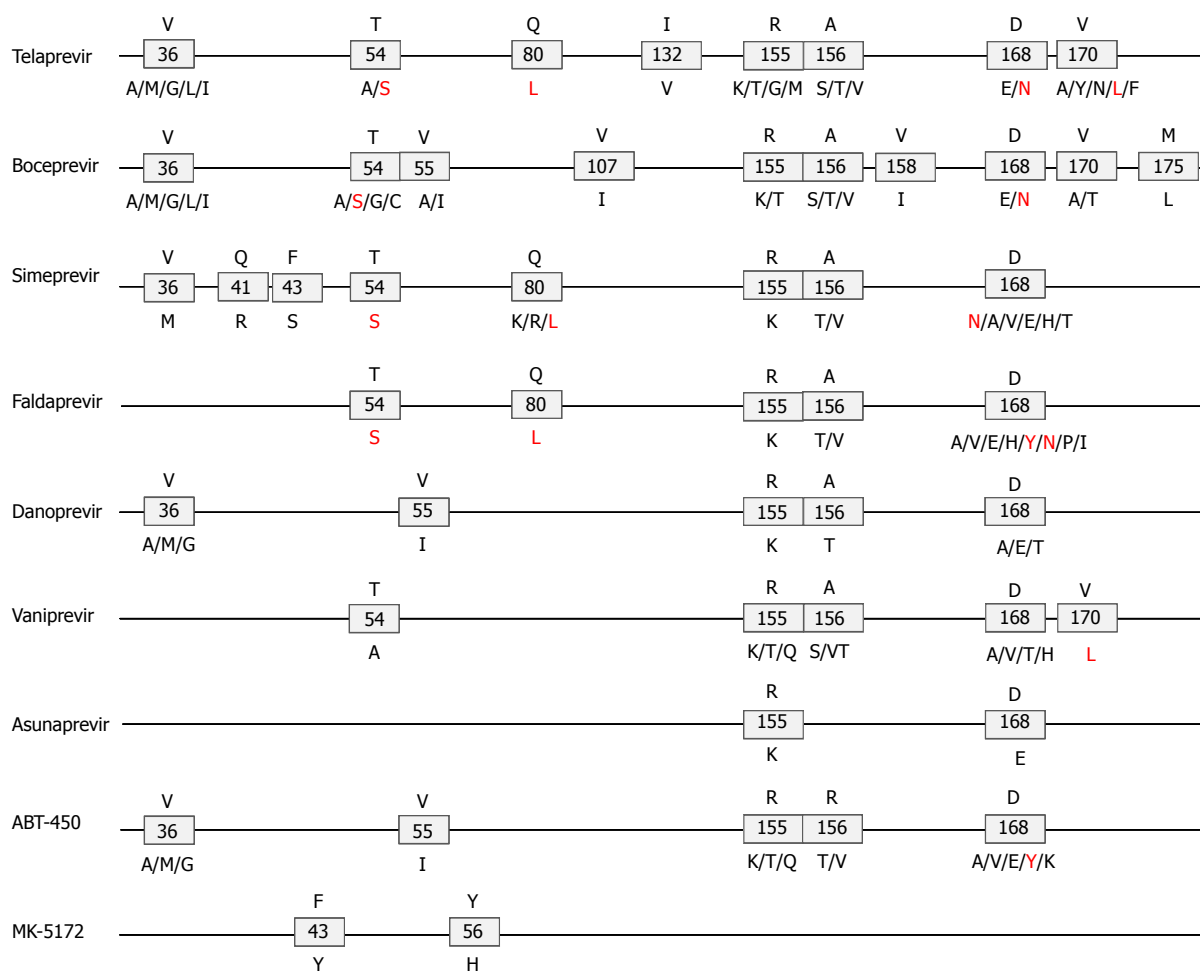 V T Q I R A D V
Telaprevir 36 54 80 132 155 156 168 170
A/M/G/L/I A/S L V K/T/G/M S/T/V E/N A/Y/N/L/F
V T V V R A V D V M
Boceprevir 36 54 55 107 155 156 158 168 170 175
A/M/G/L/I A/S/G/C A/I I K/T S/T/V I E/N A/T L
V Q F T Q R A D
Simeprevir 36 41 43 54 80 155 156 168
M R S S K/R/L K T/V N/A/V/E/H/T
T Q R A D
Faldaprevir 54 80 155 156 168
S L K T/V A/V/E/H/Y/N/P/I
V V R A D
Danoprevir 36 55 155 156 168
A/M/G I K T A/E/T
T R A D V
Vaniprevir 54 155 156 168 170
A K/T/Q S/VT A/V/T/H L
R D
Asunaprevir 155 168
K E
V V R R D
ABT-450 36 55 155 156 168
A/M/G I K/T/Q T/V A/V/E/Y/K
F Y
MK-5172 43 56
Y H